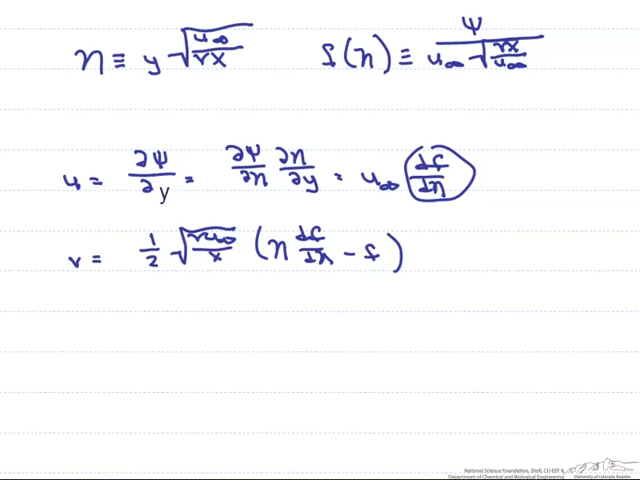 η ≡ y √(u∞/νx)    f(η) ≡ ψ / (u∞ √(νx/u∞))
u = ∂ψ/∂y = ∂ψ/∂η ∂η/∂y = u∞ (df/dη)
v = 1/2 √(νu∞/x) (η df/dη − f)
National Science Foundation, Shell, CU-EEF &
Department of Chemical and Biological Engineering
University of Colorado Boulder